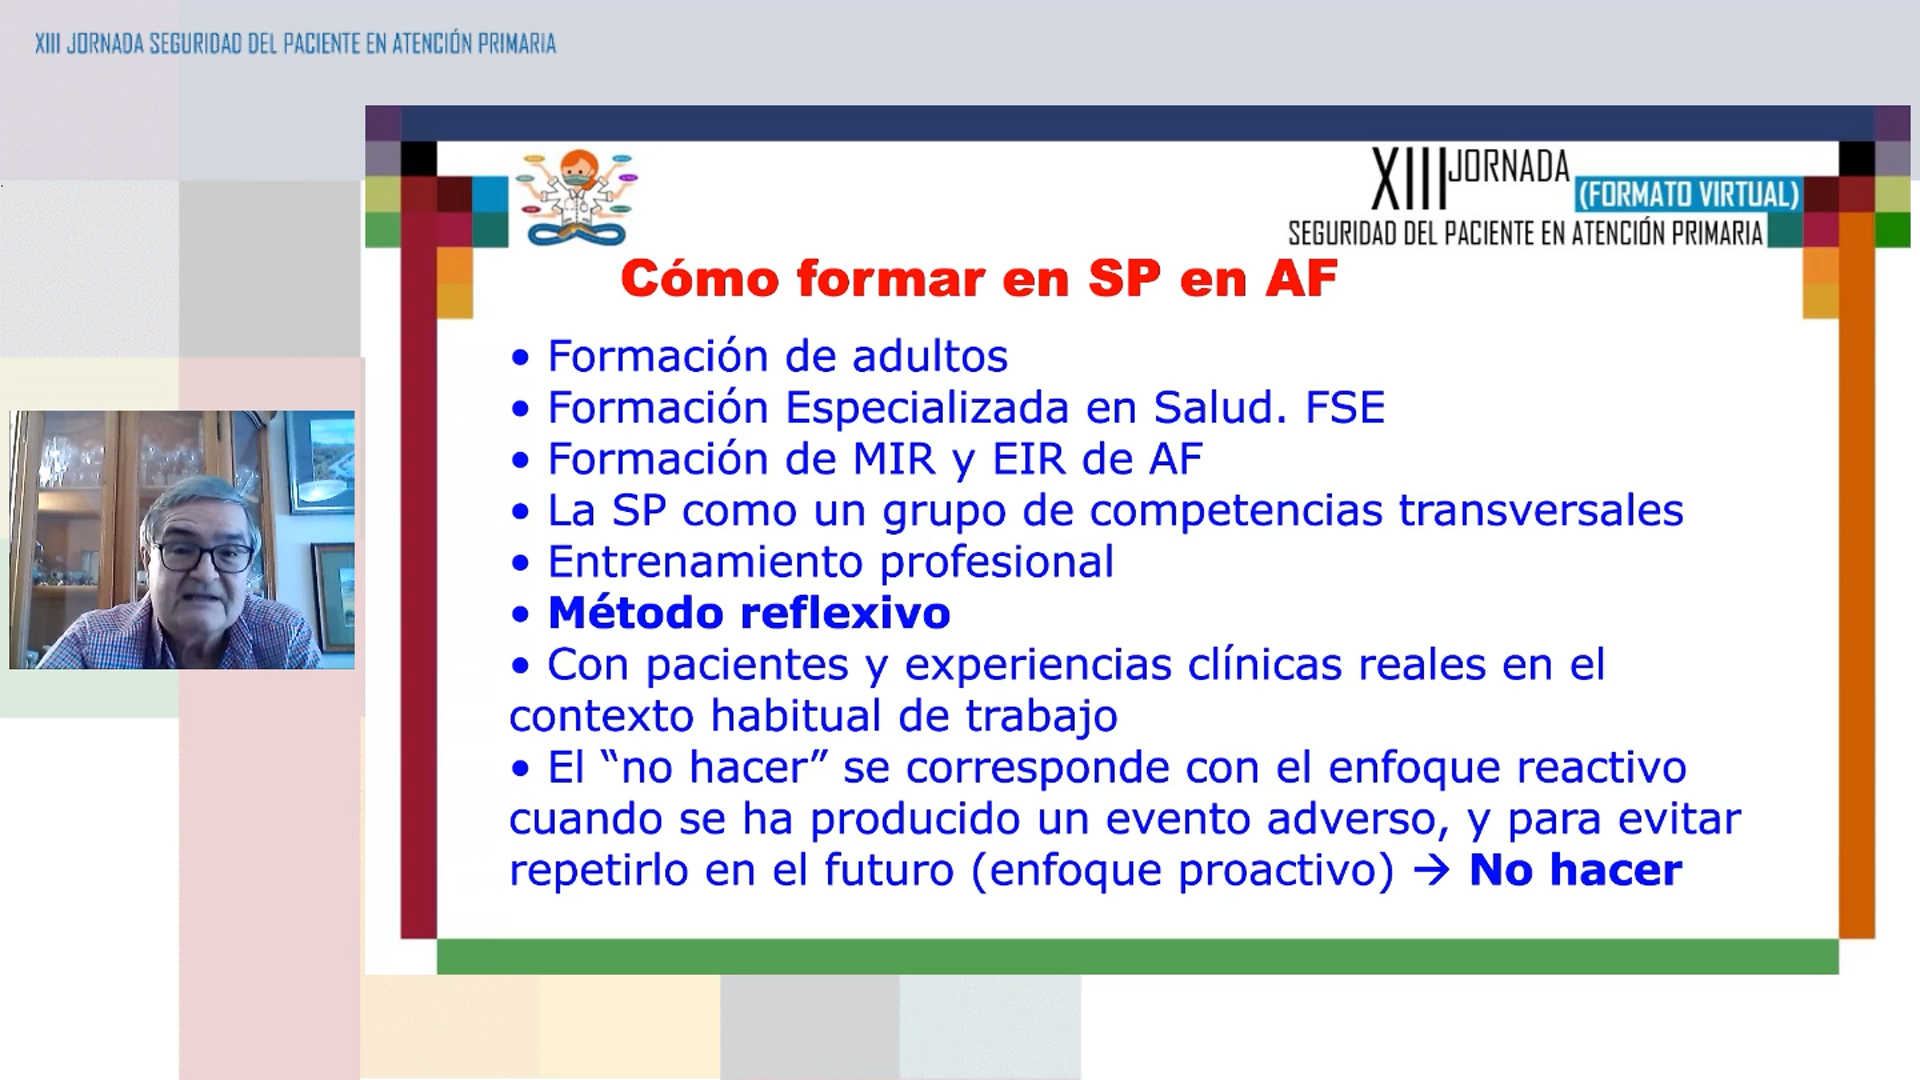 XIII JORNADA SEGURIDAD DEL PACIENTE EN ATENCIÓN PRIMARIA
XIII JORNADA
(FORMATO VIRTUAL)
SEGURIDAD DEL PACIENTE EN ATENCIÓN PRIMARIA
Cómo formar en SP en AF
• Formación de adultos
• Formación Especializada en Salud. FSE
• Formación de MIR y EIR de AF
• La SP como un grupo de competencias transversales
• Entrenamiento profesional
• Método reflexivo
• Con pacientes y experiencias clínicas reales en el
contexto habitual de trabajo
• El “no hacer” se corresponde con el enfoque reactivo
cuando se ha producido un evento adverso, y para evitar
repetirlo en el futuro (enfoque proactivo) → No hacer